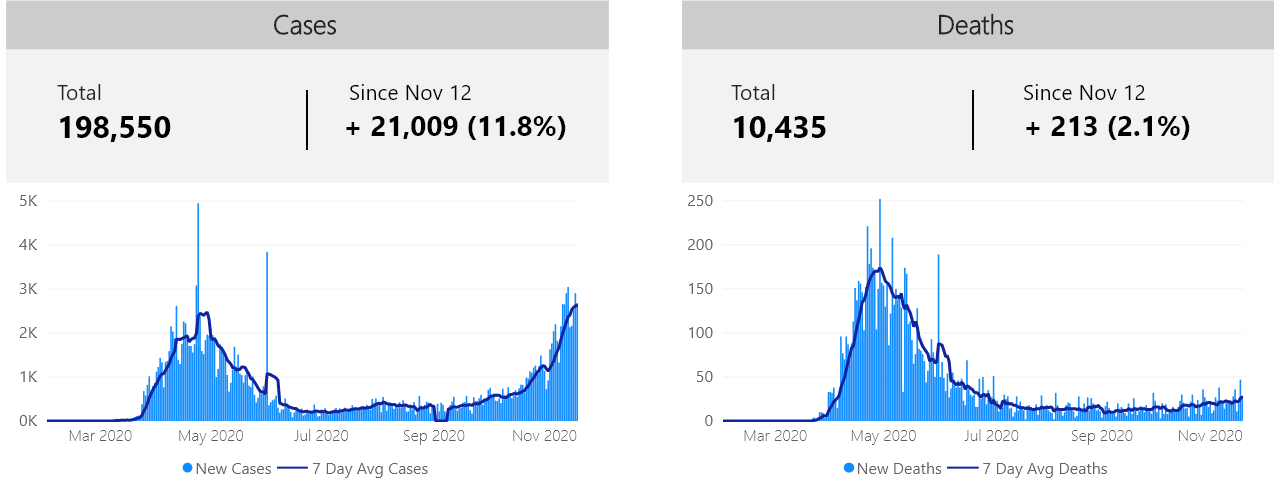 Cases
Total
198,550
Since Nov 12
+ 21,009 (11.8%)
5K
4K
3K
2K
1K
0K
Mar 2020 May 2020 Jul 2020 Sep 2020 Nov 2020
New Cases 7 Day Avg Cases
Deaths
Total
10,435
Since Nov 12
+ 213 (2.1%)
250
200
150
100
50
0
Mar 2020 May 2020 Jul 2020 Sep 2020 Nov 2020
New Deaths 7 Day Avg Deaths